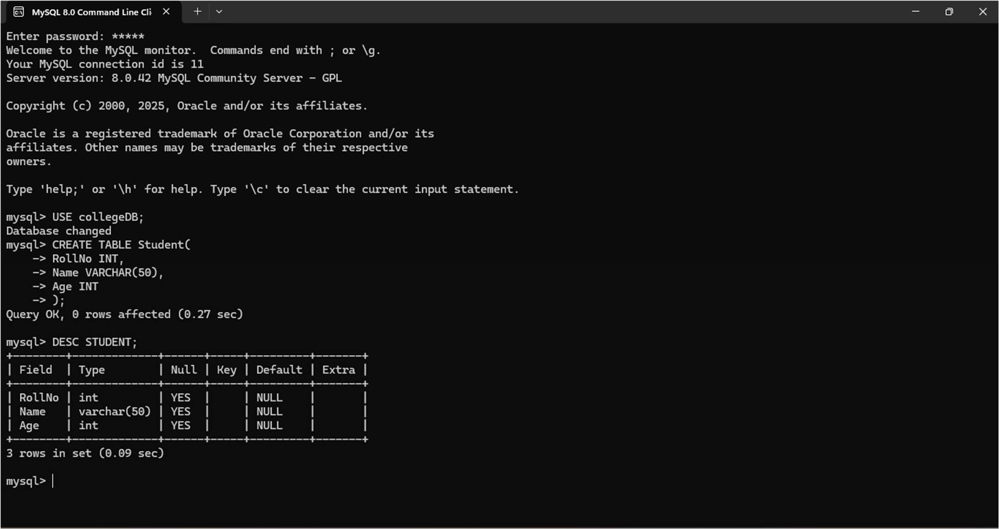 MySQL 8.0 Command Line Cli
Enter password: *****
Welcome to the MySQL monitor.  Commands end with ; or \g.
Your MySQL connection id is 11
Server version: 8.0.42 MySQL Community Server - GPL
Copyright (c) 2000, 2025, Oracle and/or its affiliates.
Oracle is a registered trademark of Oracle Corporation and/or its
affiliates. Other names may be trademarks of their respective
owners.
Type 'help;' or '\h' for help. Type '\c' to clear the current input statement.
mysql> USE collegeDB;
Database changed
mysql> CREATE TABLE Student(
    -> RollNo INT,
    -> Name VARCHAR(50),
    -> Age INT
    -> );
Query OK, 0 rows affected (0.27 sec)
mysql> DESC STUDENT;
+--------+-------------+------+-----+---------+-------+
| Field  | Type        | Null | Key | Default | Extra |
+--------+-------------+------+-----+---------+-------+
| RollNo | int         | YES  |     | NULL    |       |
| Name   | varchar(50) | YES  |     | NULL    |       |
| Age    | int         | YES  |     | NULL    |       |
+--------+-------------+------+-----+---------+-------+
3 rows in set (0.09 sec)
mysql>